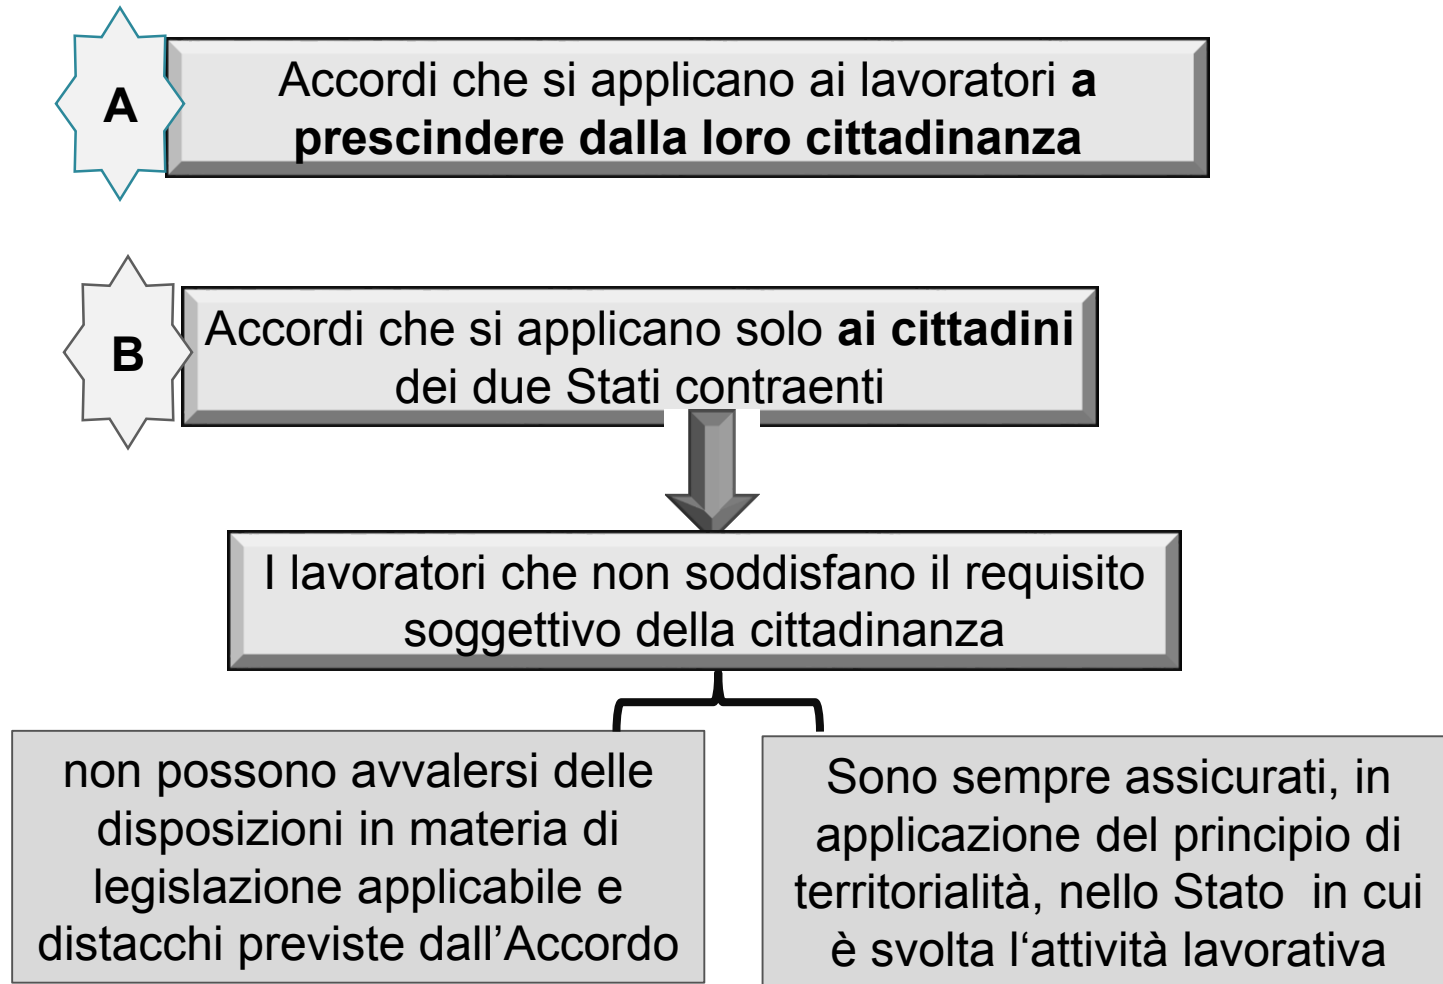 A
Accordi che si applicano ai lavoratori a
prescindere dalla loro cittadinanza
B
Accordi che si applicano solo ai cittadini
dei due Stati contraenti
I lavoratori che non soddisfano il requisito
soggettivo della cittadinanza
non possono avvalersi delle
disposizioni in materia di
legislazione applicabile e
distacchi previste dall’Accordo
Sono sempre assicurati, in
applicazione del principio di
territorialità, nello Stato  in cui
è svolta l‘attività lavorativa